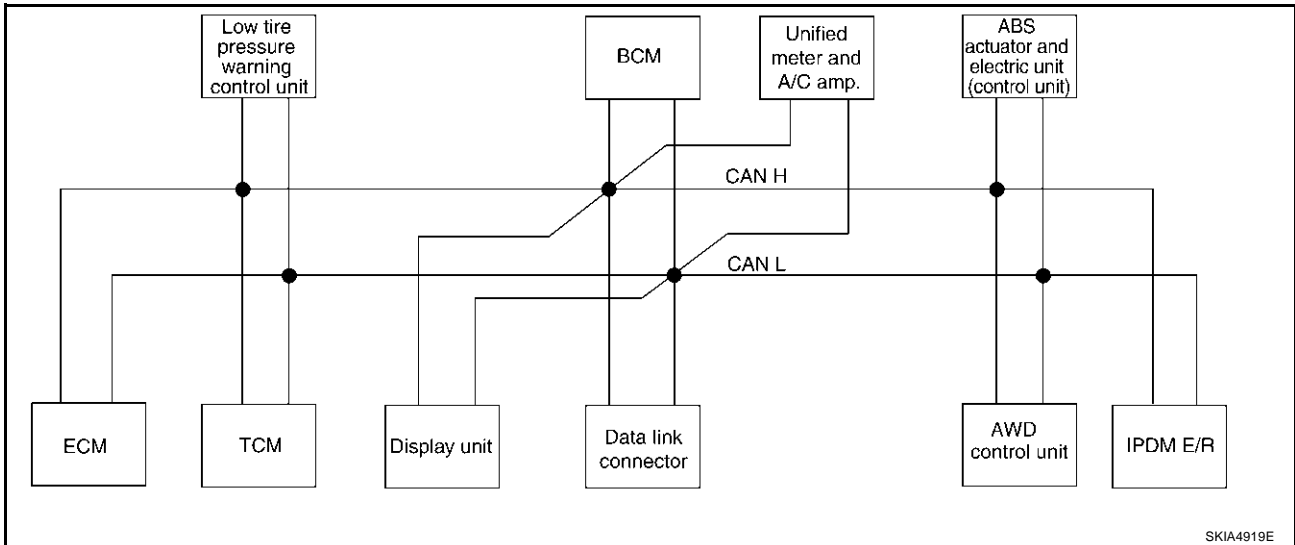 Low tire
pressure
warning
control unit
BCM
Unified
meter and
A/C amp.
ABS
actuator and
electric unit
(control unit)
CAN H
CAN L
ECM
TCM
Display unit
Data link
connector
AWD
control unit
IPDM E/R
SKIA4919E